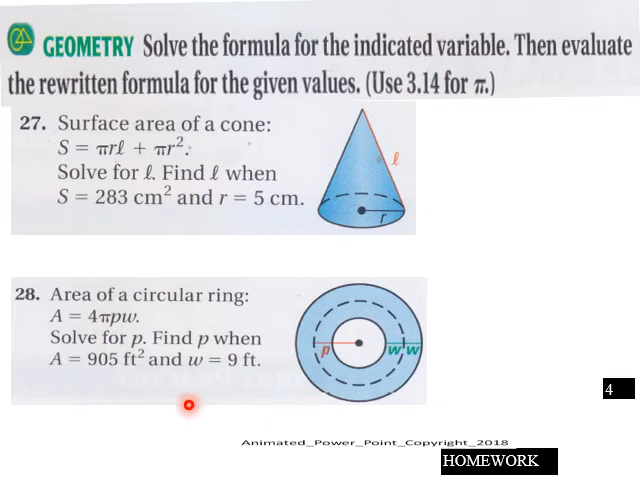 GEOMETRY Solve the formula for the indicated variable. Then evaluate
the rewritten formula for the given values. (Use 3.14 for π.)
27. Surface area of a cone:
S = πrℓ + πr².
Solve for ℓ. Find ℓ when
S = 283 cm² and r = 5 cm.
ℓ
r
28. Area of a circular ring:
A = 4πpw.
Solve for p. Find p when
A = 905 ft² and w = 9 ft.
p
w w
4
Animated_Power_Point_Copyright_2018
HOMEWORK